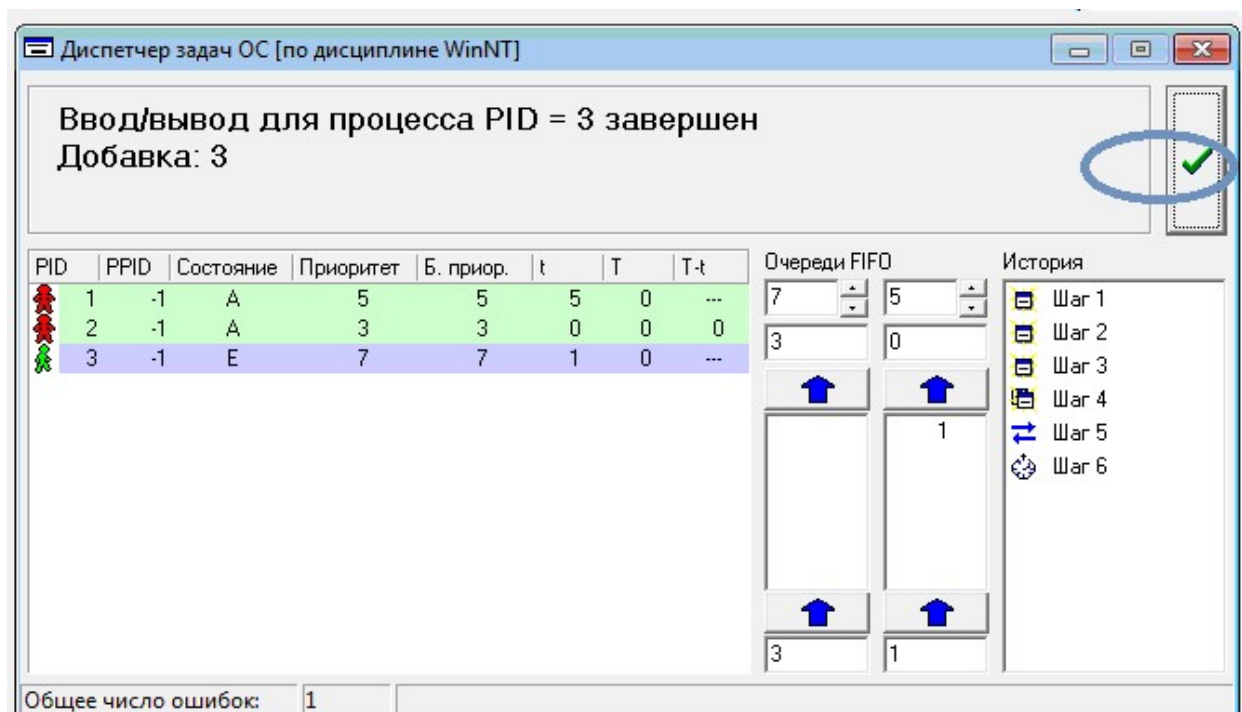 Диспетчер задач ОС [по дисциплине WinNT]
Ввод/вывод для процесса PID = 3 завершен
Добавка: 3
PID PPID Состояние Приоритет Б. приор. t T T-t
1 -1 A 5 5 5 0 ---
2 -1 A 3 3 0 0 0
3 -1 E 7 7 1 0 ---
Очереди FIFO
7 5
3 0
1
3 1
История
Шаг 1
Шаг 2
Шаг 3
Шаг 4
Шаг 5
Шаг 6
Общее число ошибок: 1